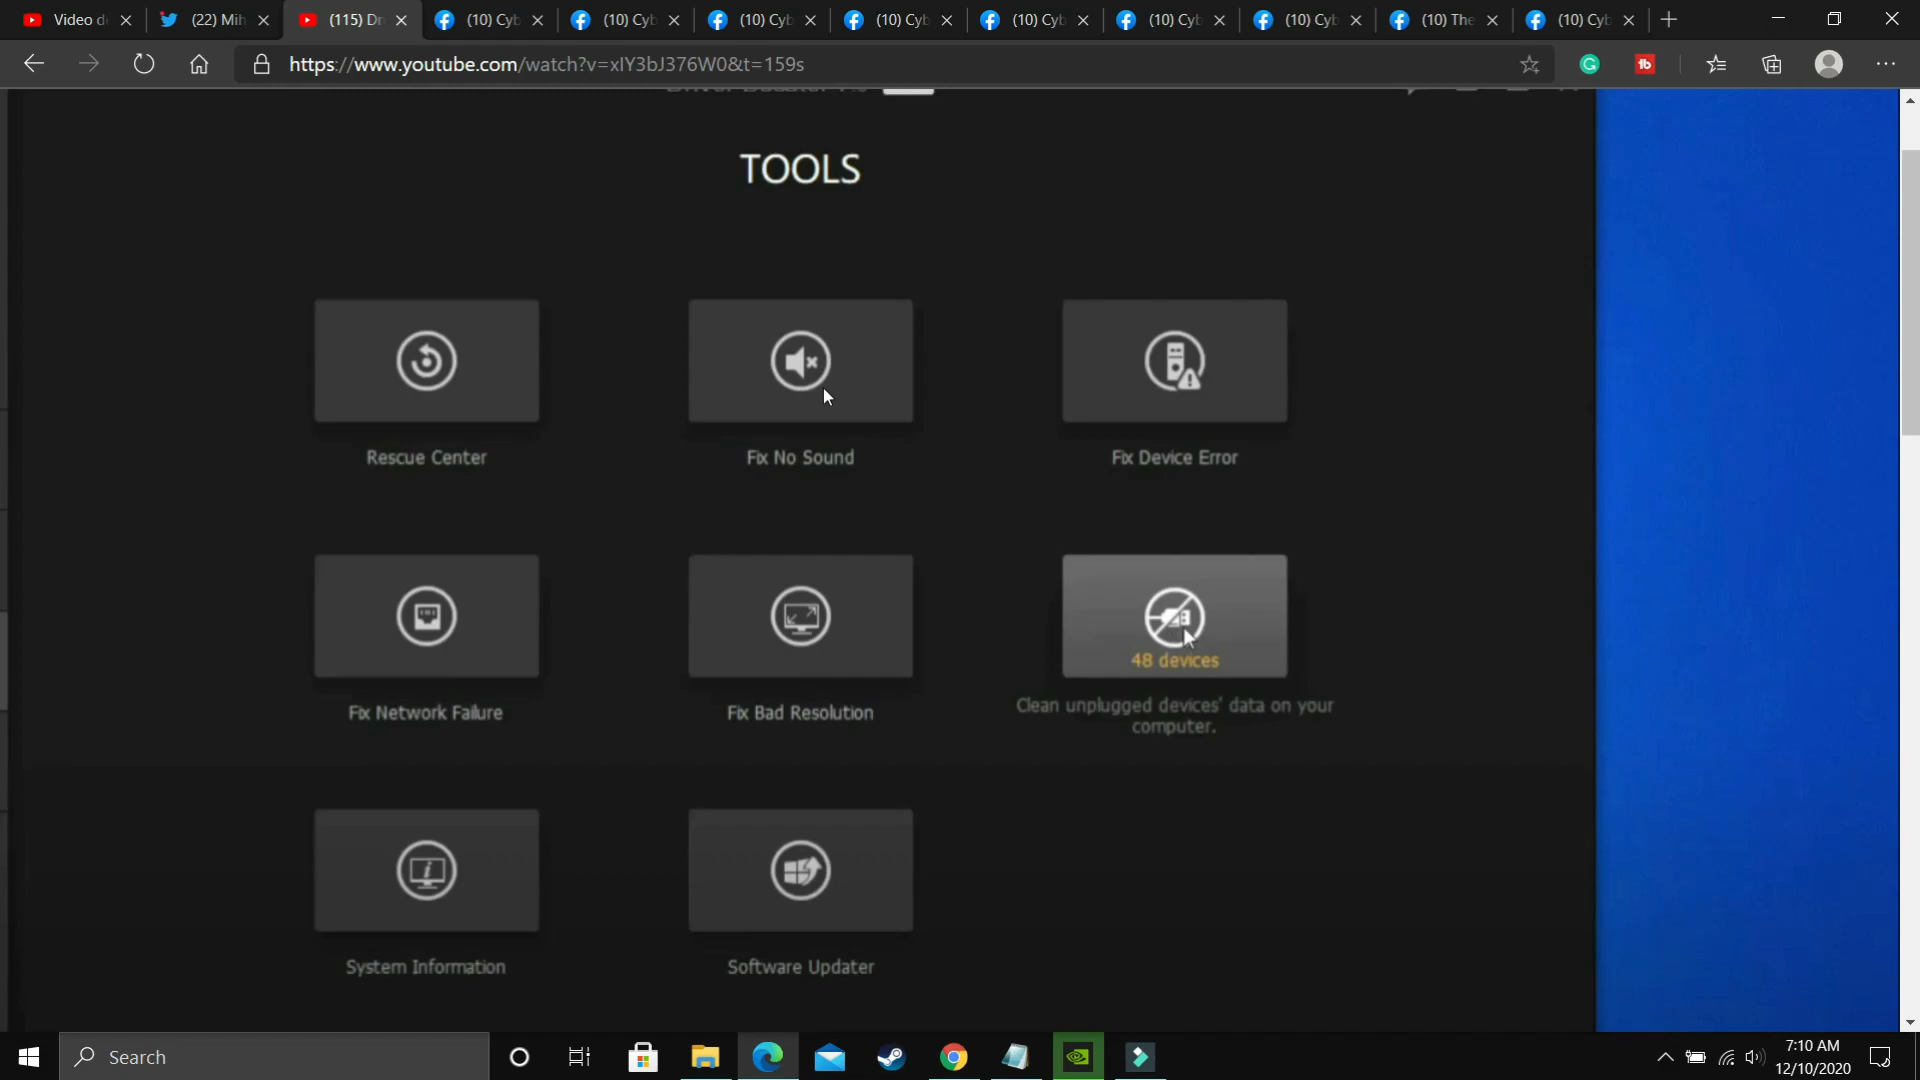 Video d
(22) Mih
(115) Dr
(10) Cyb
(10) Cyb
(10) Cyb
(10) Cyb
(10) Cyb
(10) Cyb
(10) Cyb
(10) The
(10) Cyb
https://www.youtube.com/watch?v=xIY3bJ376W0&t=159s
TOOLS
Rescue Center
Fix No Sound
Fix Device Error
48 devices
Fix Network Failure
Fix Bad Resolution
Clean unplugged devices' data on your
computer.
System Information
Software Updater
Search
7:10 AM
12/10/2020